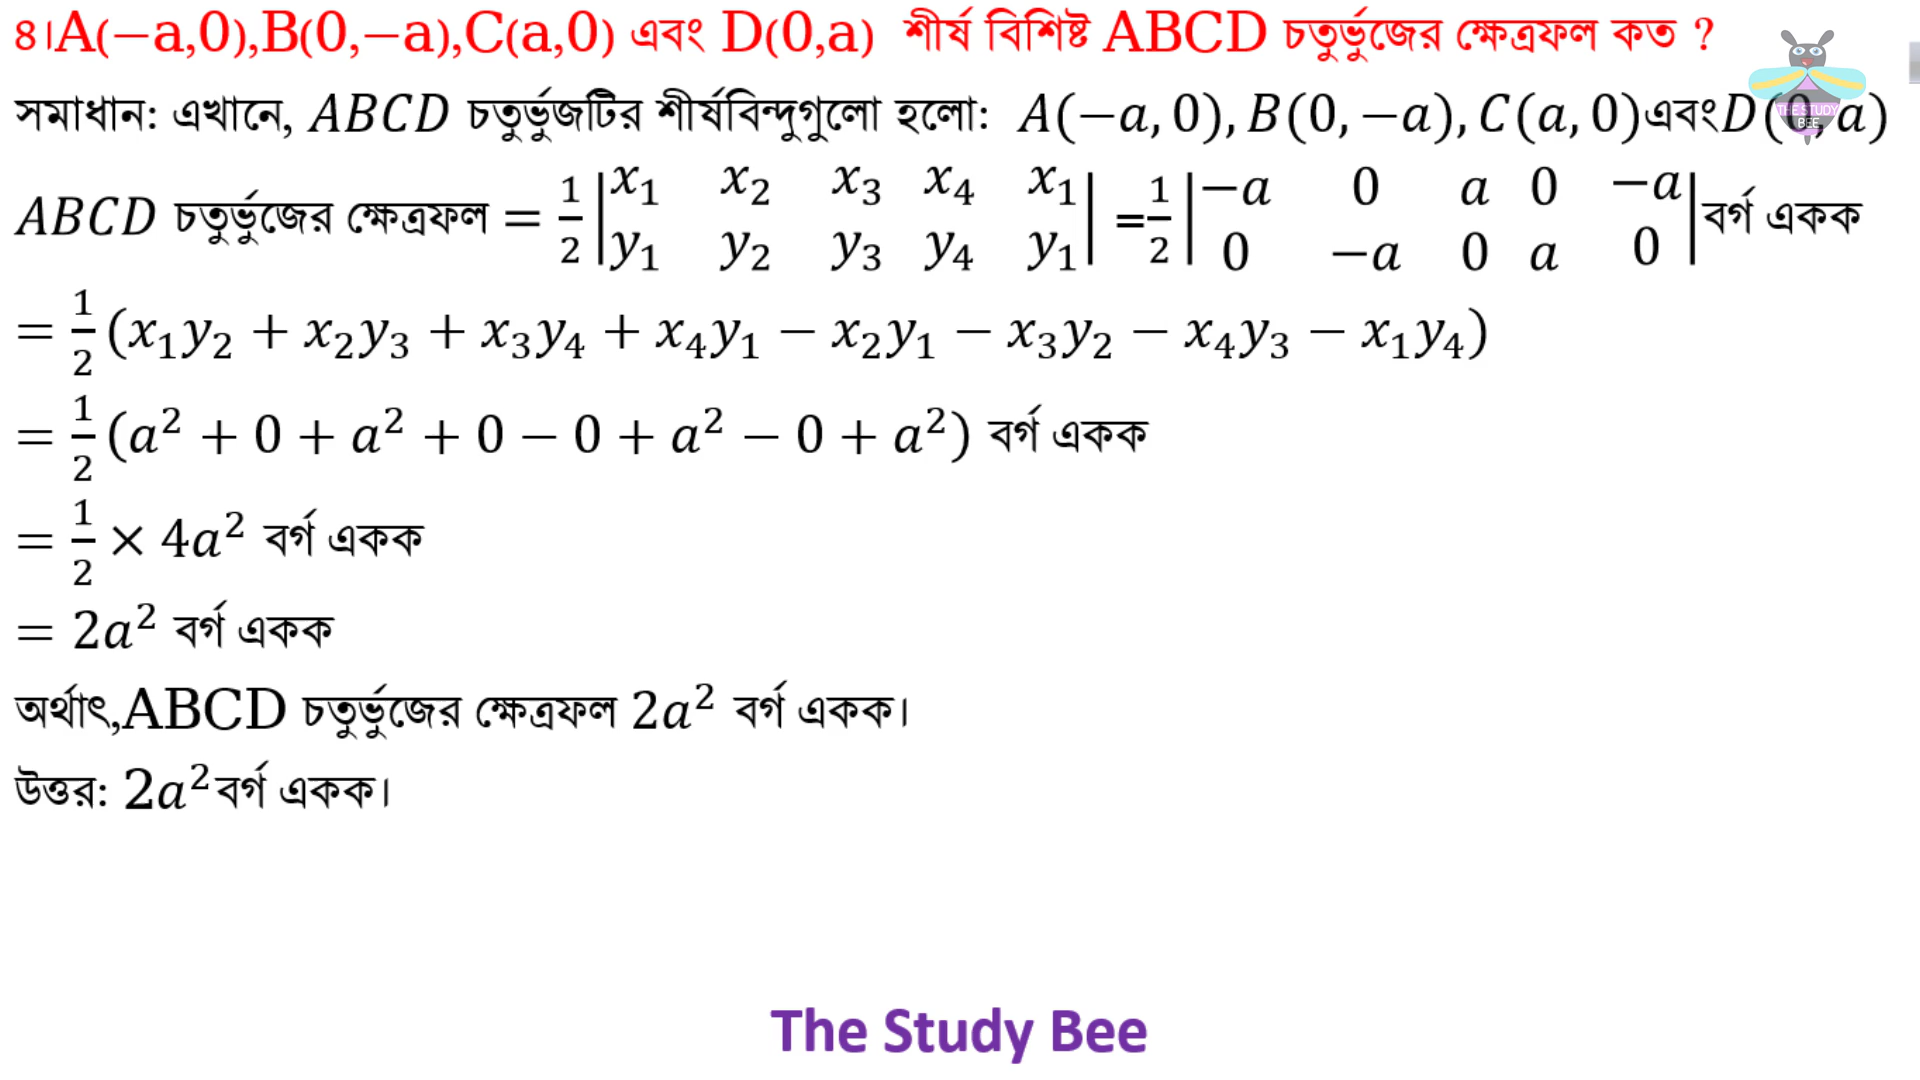 ৪।A(−a,0),B(0,−a),C(a,0) এবং D(0,a) শীর্ষ বিশিষ্ট ABCD চতুর্ভুজের ক্ষেত্রফল কত ?
সমাধান: এখানে, ABCD চতুর্ভুজটির শীর্ষবিন্দুগুলো হলো: A(−a, 0), B(0, −a), C(a, 0)এবংD(0, a)
THE STUDY BEE
ABCD চতুর্ভুজের ক্ষেত্রফল = 1/2 |x₁ x₂ x₃ x₄ x₁; y₁ y₂ y₃ y₄ y₁| =1/2 |−a 0 a 0 −a; 0 −a 0 a 0| বর্গ একক
= 1/2 (x₁y₂ + x₂y₃ + x₃y₄ + x₄y₁ − x₂y₁ − x₃y₂ − x₄y₃ − x₁y₄)
= 1/2 (a² + 0 + a² + 0 − 0 + a² − 0 + a²) বর্গ একক
= 1/2 × 4a² বর্গ একক
= 2a² বর্গ একক
অর্থাৎ,ABCD চতুর্ভুজের ক্ষেত্রফল 2a² বর্গ একক।
উত্তর: 2a²বর্গ একক।
The Study Bee